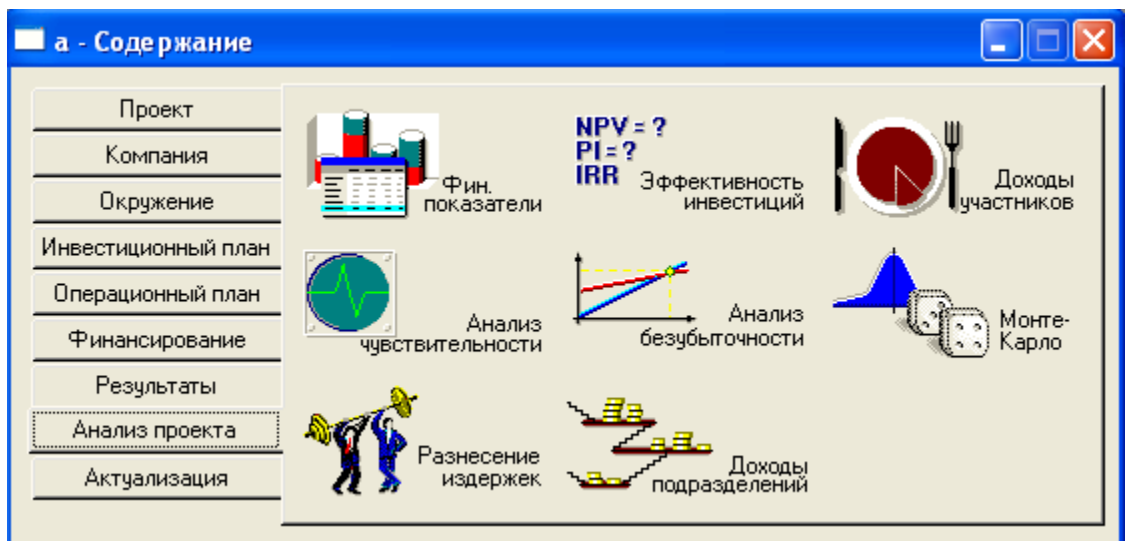 a - Содержание
Проект
Компания
Окружение
Инвестиционный план
Операционный план
Финансирование
Результаты
Анализ проекта
Актуализация
Фин.
показатели
NPV = ?
PI = ?
IRR
Эффективность
инвестиций
Доходы
участников
Анализ
чувствительности
Анализ
безубыточности
Монте-
Карло
Разнесение
издержек
Доходы
подразделений